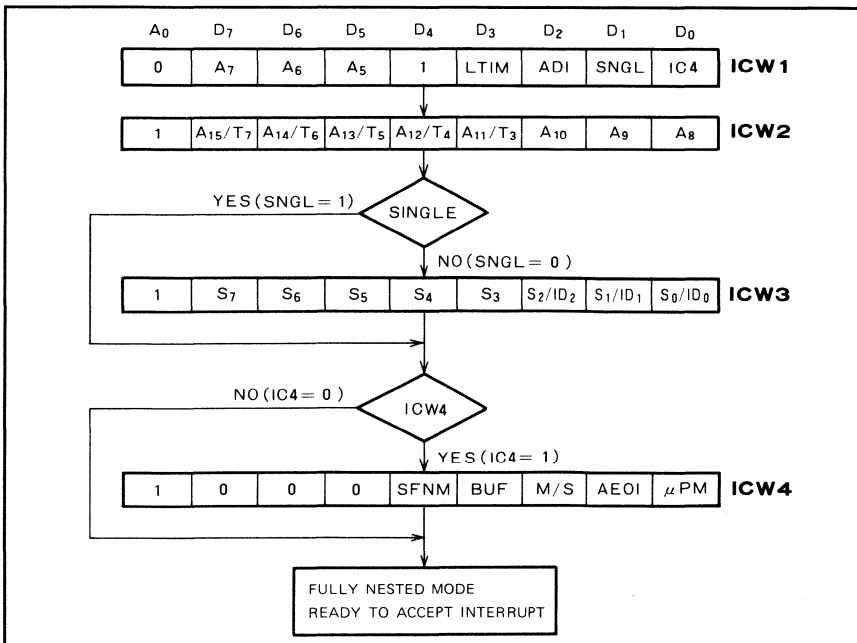 A₀ D₇ D₆ D₅ D₄ D₃ D₂ D₁ D₀
0 A₇ A₆ A₅ 1 LTIM ADI SNGL IC4 ICW1
1 A₁₅/T₇ A₁₄/T₆ A₁₃/T₅ A₁₂/T₄ A₁₁/T₃ A₁₀ A₉ A₈ ICW2
YES(SNGL=1)
SINGLE
NO(SNGL=0)
1 S₇ S₆ S₅ S₄ S₃ S₂/ID₂ S₁/ID₁ S₀/ID₀ ICW3
NO(IC4=0)
ICW4
YES(IC4=1)
1 0 0 0 SFNM BUF M/S AEOI μPM ICW4
FULLY NESTED MODE
READY TO ACCEPT INTERRUPT